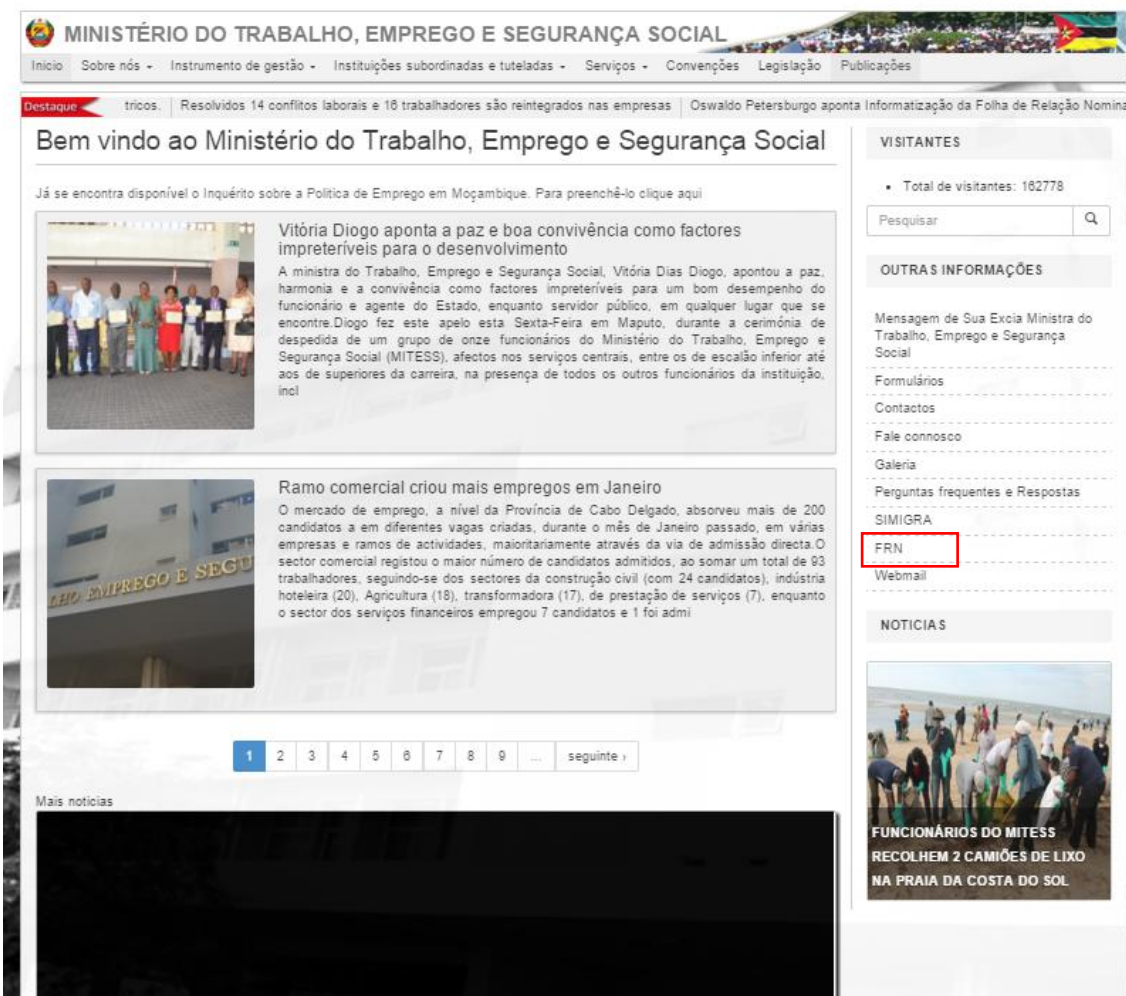 MINISTÉRIO DO TRABALHO, EMPREGO E SEGURANÇA SOCIAL
Inicio Sobre nós Instrumento de gestão Instituições subordinadas e tuteladas Serviços Convenções Legislação Publicações
Destaque tricos. Resolvidos 14 conflitos laborais e 16 trabalhadores são reintegrados nas empresas Oswaldo Petersburgo aponta Informatização da Folha de Relação Nomina
Bem vindo ao Ministério do Trabalho, Emprego e Segurança Social
Já se encontra disponível o Inquérito sobre a Politica de Emprego em Moçambique. Para preenchê-lo clique aqui
Vitória Diogo aponta a paz e boa convivência como factores
impreteríveis para o desenvolvimento
A ministra do Trabalho, Emprego e Segurança Social, Vitória Dias Diogo, apontou a paz,
harmonia e a convivência como factores impreteríveis para um bom desempenho do
funcionário e agente do Estado, enquanto servidor público, em qualquer lugar que se
encontre.Diogo fez este apelo esta Sexta-Feira em Maputo, durante a cerimónia de
despedida de um grupo de onze funcionários do Ministério do Trabalho, Emprego e
Segurança Social (MITESS), afectos nos serviços centrais, entre os de escalão inferior até
aos de superiores da carreira, na presença de todos os outros funcionários da instituição,
incl
LHO EMPREGO E SEGU
Ramo comercial criou mais empregos em Janeiro
O mercado de emprego, a nível da Província de Cabo Delgado, absorveu mais de 200
candidatos a em diferentes vagas criadas, durante o mês de Janeiro passado, em várias
empresas e ramos de actividades, maioritariamente através da via de admissão directa.O
sector comercial registou o maior número de candidatos admitidos, ao somar um total de 93
trabalhadores, seguindo-se dos sectores da construção civil (com 24 candidatos), indústria
hoteleira (20), Agricultura (18), transformadora (17), de prestação de serviços (7), enquanto
o sector dos serviços financeiros empregou 7 candidatos e 1 foi admi
1 2 3 4 5 6 7 8 9 ... seguinte ›
Mais noticias
VISITANTES
Total de visitantes: 162778
Pesquisar
OUTRAS INFORMAÇÕES
Mensagem de Sua Excia Ministra do
Trabalho, Emprego e Segurança
Social
Formulários
Contactos
Fale connosco
Galeria
Perguntas frequentes e Respostas
SIMIGRA
FRN
Webmail
NOTICIAS
FUNCIONÁRIOS DO MITESS
RECOLHEM 2 CAMIÕES DE LIXO
NA PRAIA DA COSTA DO SOL